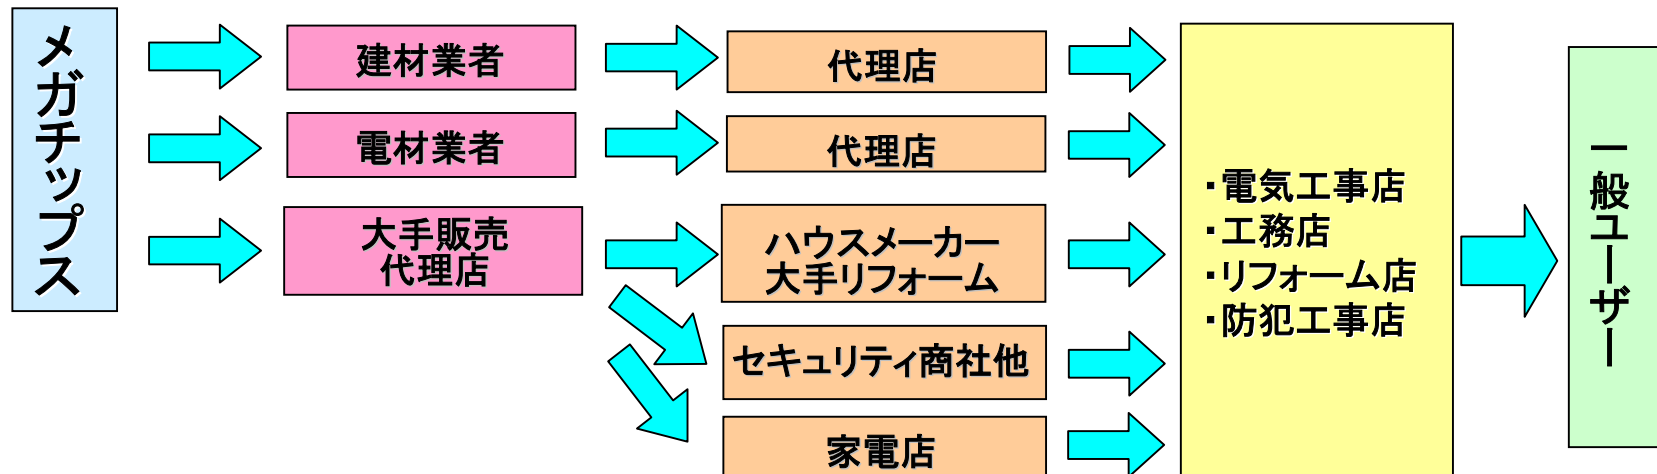 メガチップス
建材業者
代理店
電材業者
代理店
大手販売
代理店
ハウスメーカー
大手リフォーム
セキュリティ商社他
家電店
・電気工事店
・工務店
・リフォーム店
・防犯工事店
一般ユーザー